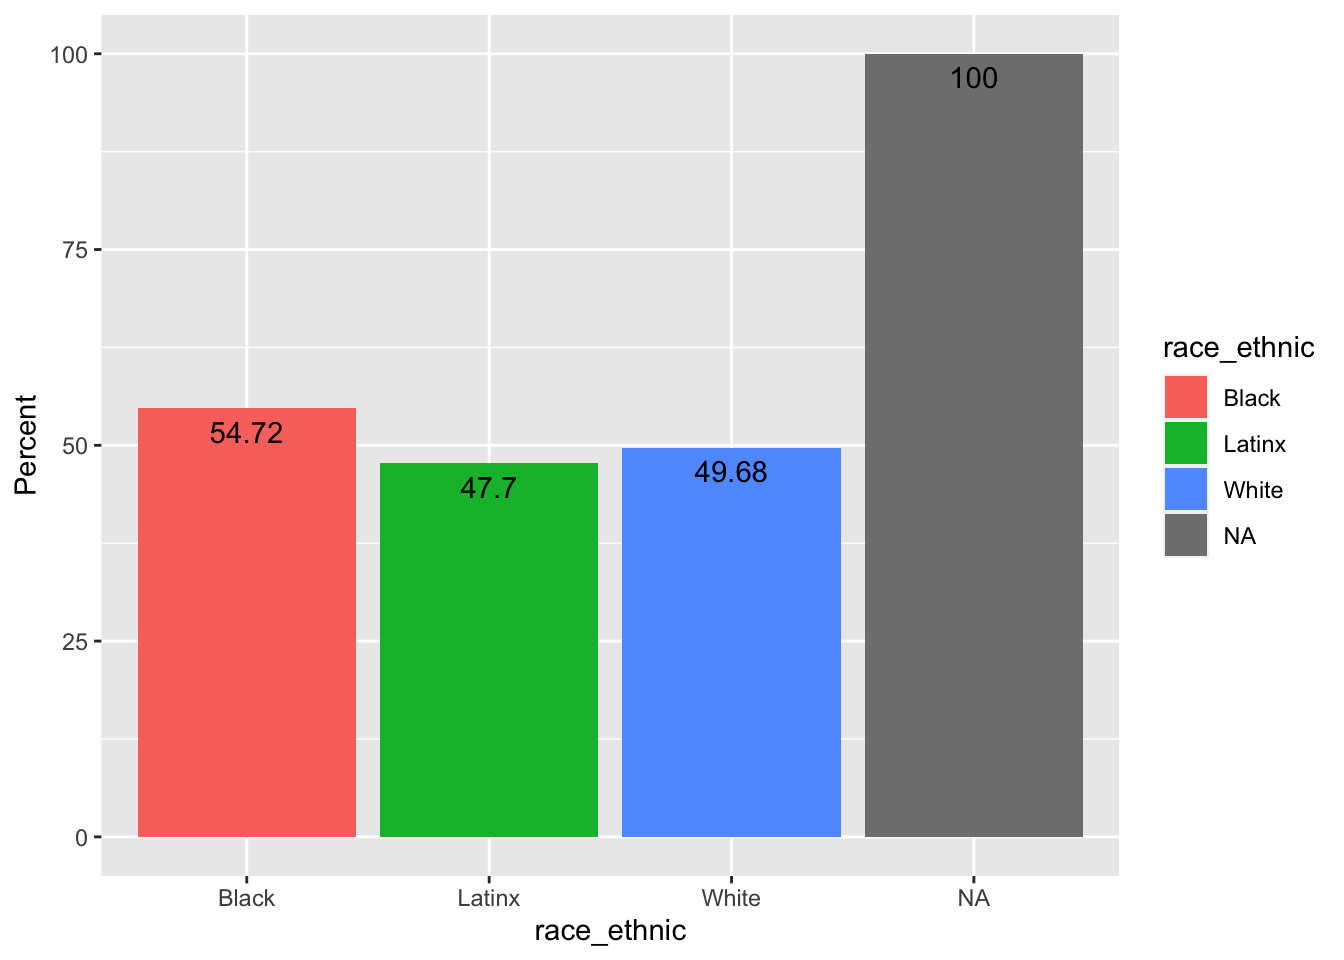 100
75
50
25
0
Percent
54.72
47.7
49.68
100
Black
Latinx
White
NA
race_ethnic
race_ethnic
Black
Latinx
White
NA